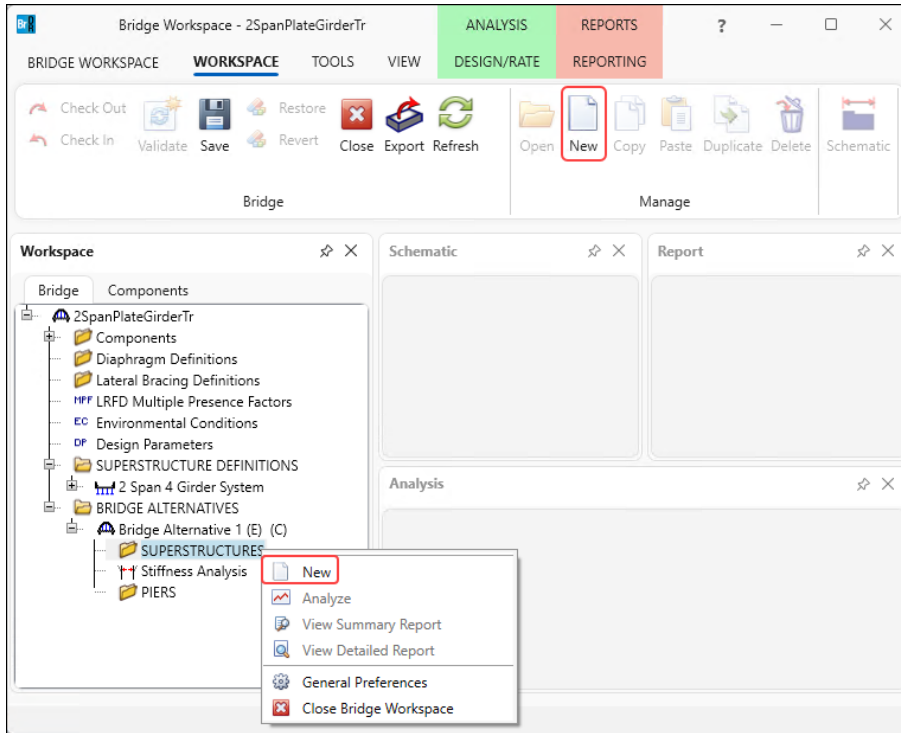 Br Bridge Workspace - 2SpanPlateGirderTr ANALYSIS REPORTS ?
BRIDGE WORKSPACE WORKSPACE TOOLS VIEW DESIGN/RATE REPORTING
Check Out Restore
Check In Validate Save Revert Close Export Refresh Open New Copy Paste Duplicate Delete Schematic
Bridge Manage
Workspace Schematic Report
Bridge Components
2SpanPlateGirderTr
Components
Diaphragm Definitions
Lateral Bracing Definitions
MPF LRFD Multiple Presence Factors
EC Environmental Conditions
DP Design Parameters
SUPERSTRUCTURE DEFINITIONS
2 Span 4 Girder System Analysis
BRIDGE ALTERNATIVES
Bridge Alternative 1 (E) (C)
SUPERSTRUCTURES
Stiffness Analysis
PIERS
New
Analyze
View Summary Report
View Detailed Report
General Preferences
Close Bridge Workspace